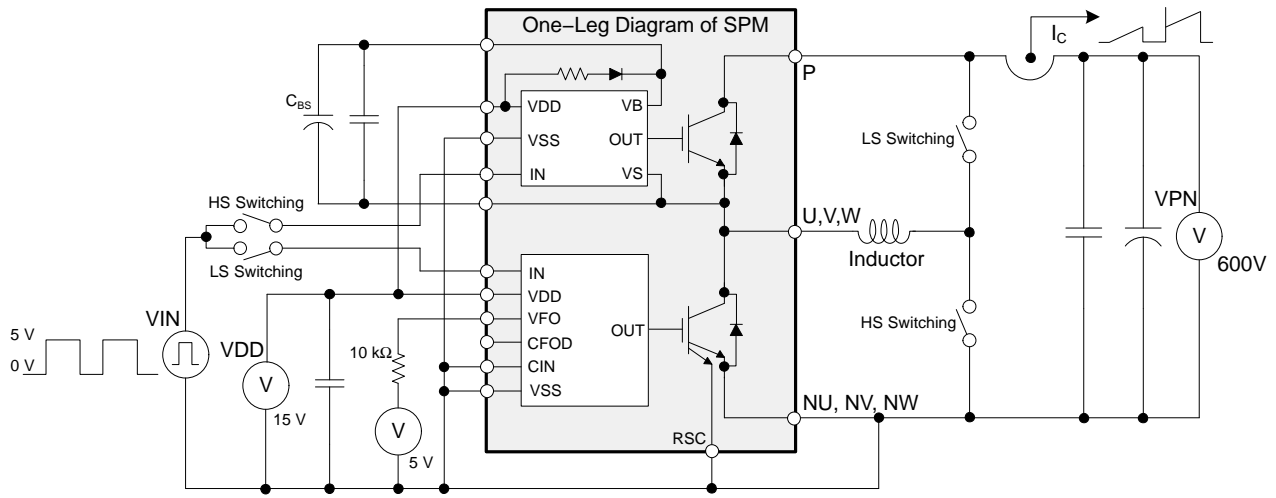 One–Leg Diagram of SPM
I_C
P
C_BS
VDD
VB
LS Switching
VSS
OUT
IN
VS
HS Switching
VPN
U,V,W
V
Inductor
600V
LS Switching
IN
VDD
VIN
VFO
5 V
OUT
HS Switching
VDD
10 kΩ
CFOD
0 V
CIN
V
VSS
15 V
NU, NV, NW
V
RSC
5 V